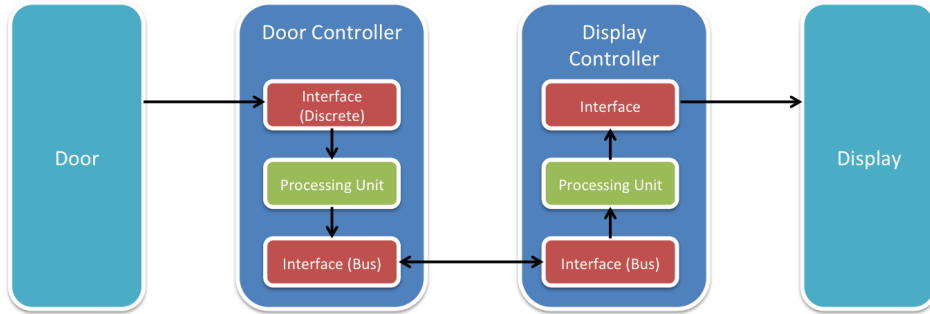 Door
Door Controller
Interface
(Discrete)
Processing Unit
Interface (Bus)
Display
Controller
Interface
Processing Unit
Interface (Bus)
Display